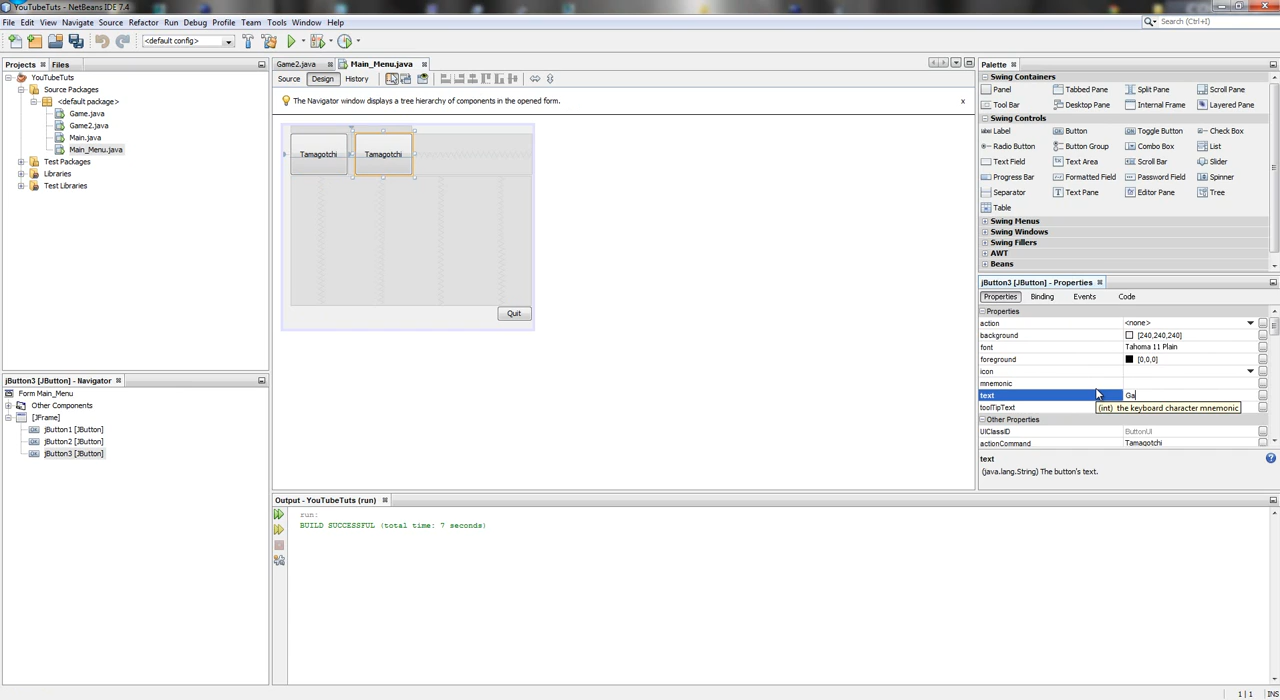 YouTubeTuts - NetBeans IDE 7.4
File Edit View Navigate Source Refactor Run Debug Profile Team Tools Window Help
Search (Ctrl+I)
<default config>
Projects Files
YouTubeTuts
Source Packages
<default package>
Game.java
Game2.java
Main.java
Main_Menu.java
Test Packages
Libraries
Test Libraries
jButton3 [JButton] - Navigator
Form Main_Menu
Other Components
[JFrame]
jButton1 [JButton]
jButton2 [JButton]
jButton3 [JButton]
Game2.java Main_Menu.java
Source Design History
The Navigator window displays a tree hierarchy of components in the opened form. x
Tamagotchi Tamagotchi
Quit
Output - YouTubeTuts (run)
run:
BUILD SUCCESSFUL (total time: 7 seconds)
Palette
Swing Containers
Panel Tabbed Pane Split Pane Scroll Pane
Tool Bar Desktop Pane Internal Frame Layered Pane
Swing Controls
Label Button Toggle Button Check Box
Radio Button Button Group Combo Box List
Text Field Text Area Scroll Bar Slider
Progress Bar Formatted Field Password Field Spinner
Separator Text Pane Editor Pane Tree
Table
Swing Menus
Swing Windows
Swing Fillers
AWT
Beans
jButton3 [JButton] - Properties
Properties Binding Events Code
Properties
action <none>
background [240,240,240]
font Tahoma 11 Plain
foreground [0,0,0]
icon
mnemonic
text Ga
toolTipText (int) the keyboard character mnemonic
Other Properties
UIClassID ButtonUI
actionCommand Tamagotchi
text
(java.lang.String) The button's text.
1|1 INS